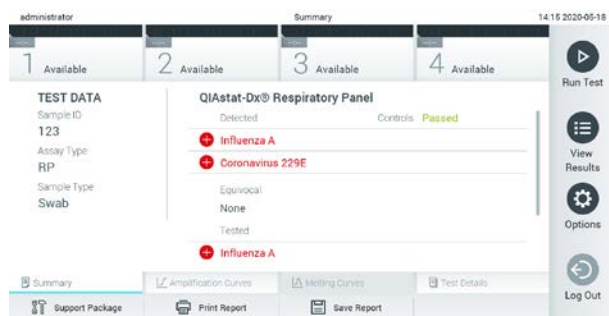 administrator Summary 14:15 2020-05-18
1 Available 2 Available 3 Available 4 Available
Run Test
View
Results
Options
Log Out
TEST DATA
Sample ID
123
Assay Type
RP
Sample Type
Swab
QIAstat-Dx® Respiratory Panel
Detected Controls Passed
Influenza A
Coronavirus 229E
Equivocal
None
Tested
Influenza A
Summary Amplification Curves Melting Curves Test Details
Support Package Print Report Save Report